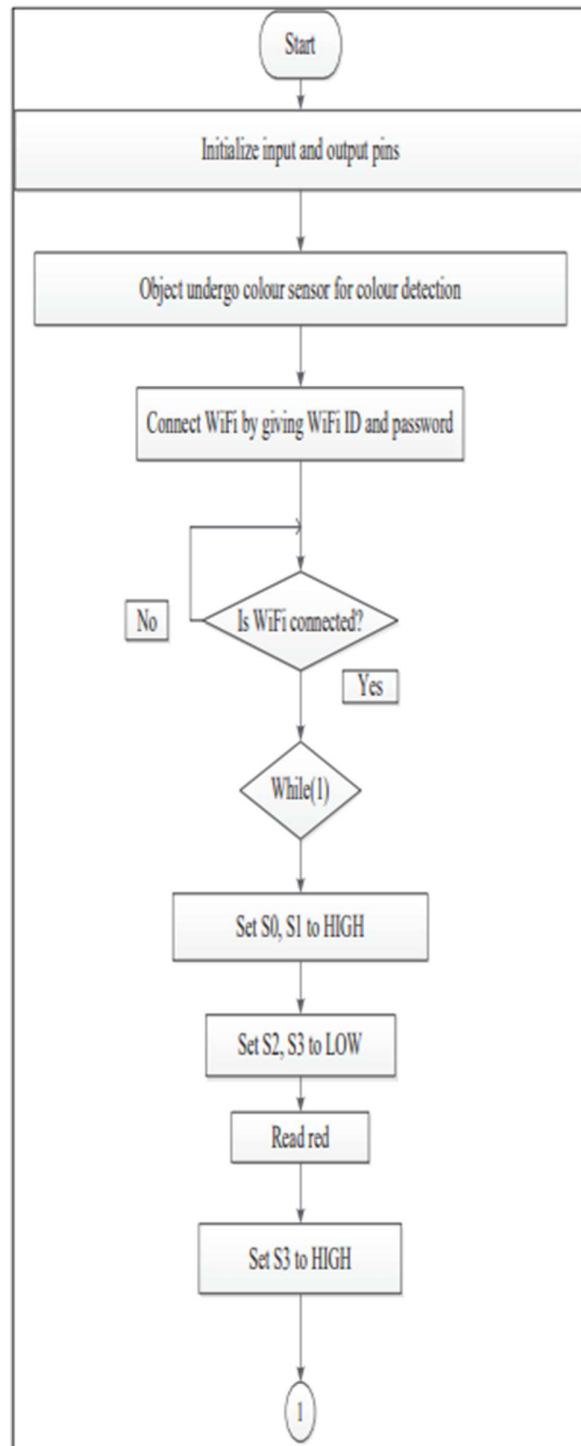 Start
Initialize input and output pins
Object undergo colour sensor for colour detection
Connect WiFi by giving WiFi ID and password
Is WiFi connected?
No
Yes
While(1)
Set S0, S1 to HIGH
Set S2, S3 to LOW
Read red
Set S3 to HIGH
1